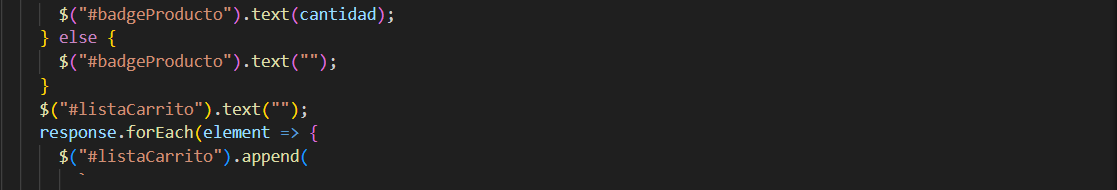 $("#badgeProducto").text(cantidad);
} else {
$("#badgeProducto").text("");
}
$("#listaCarrito").text("");
response.forEach(element => {
$("#listaCarrito").append(
`